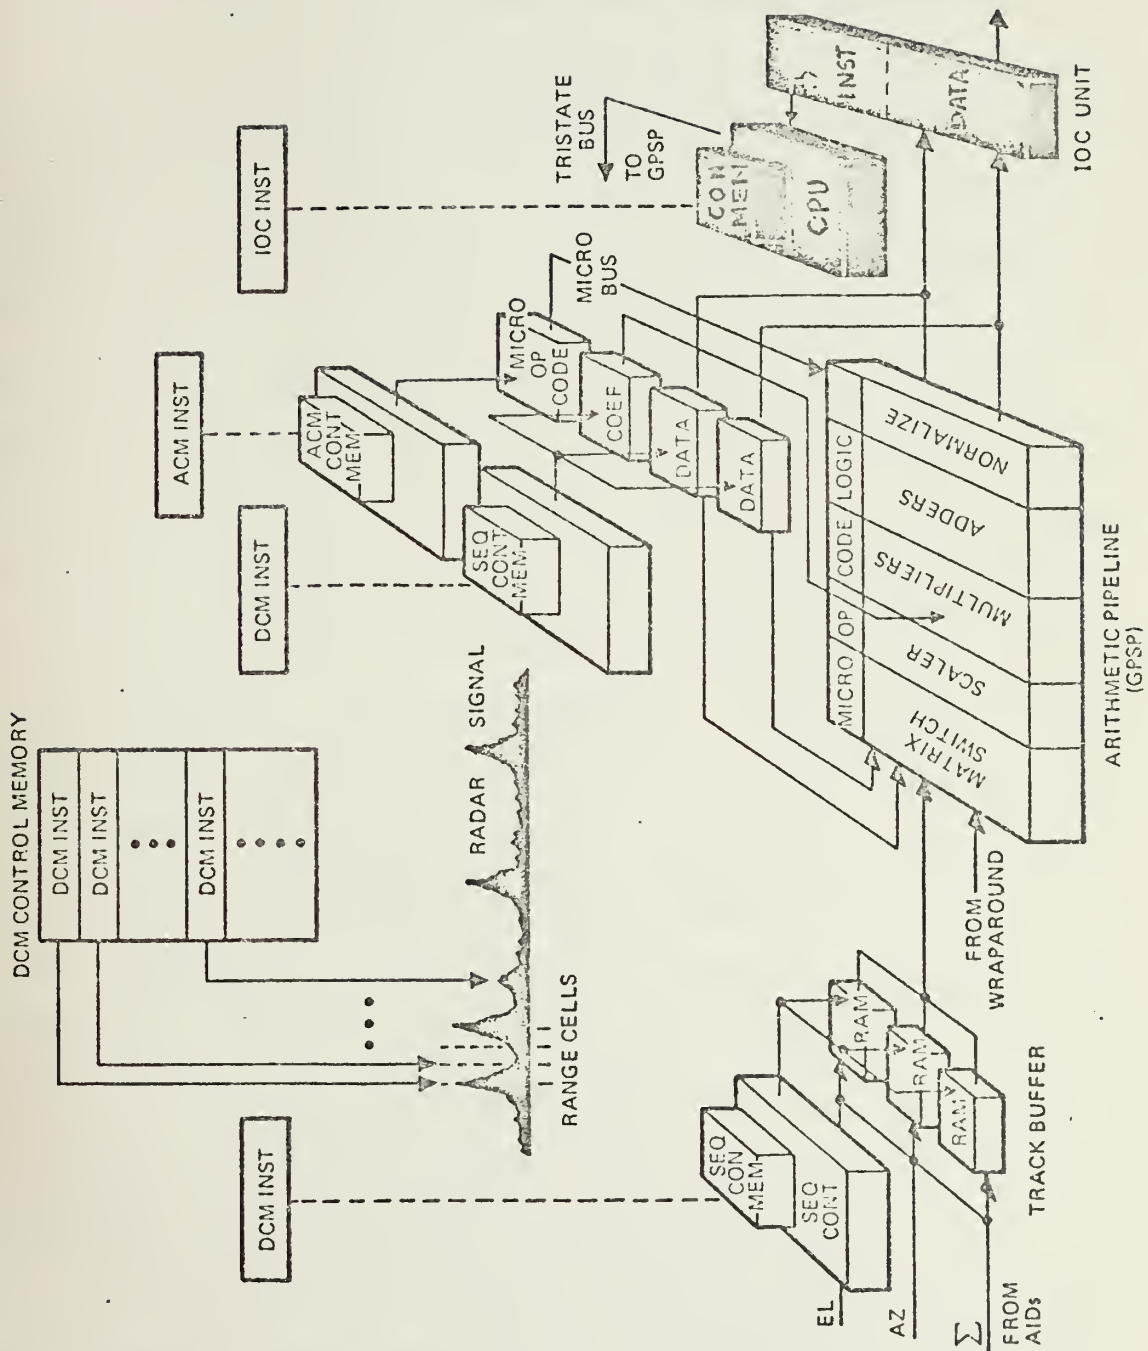 DCM CONTROL MEMORY
DCM INST
DCM INST
• • •
DCM INST
• • • •
DCM INST
• • •
RANGE CELLS
RADAR SIGNAL
DCM INST
ACM INST
IOC INST
SEQ
CON
MEM
SEQ
CONT
EL
AZ
Σ
FROM
AIDs
RAM
RAM
RAM
TRACK BUFFER
SEQ
CONT
MEM
ACM
CONT
MEM
MICRO
OP
CODE
COEF
DATA
DATA
MICRO
BUS
TRISTATE
BUS
TO
GPSP
CON
MEM
CPU
INST
DATA
IOC UNIT
FROM
WRAPAROUND
MICRO OP CODE LOGIC
MATRIX
SWITCH
SCALER
MULTIPLIERS
ADDERS
NORMALIZE
ARITHMETIC PIPELINE
(GPSP)